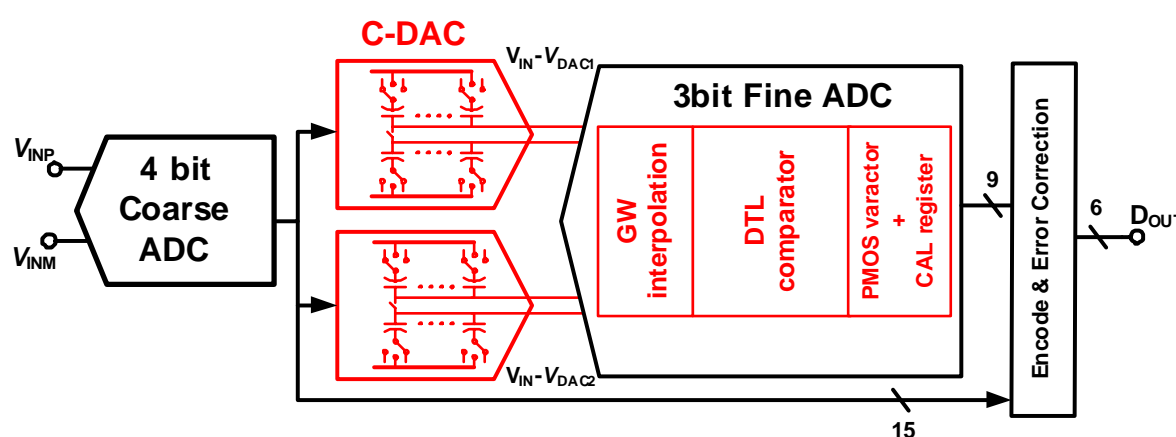 C-DAC
VIN-VDAC1
3bit Fine ADC
VINP
4 bit
Coarse
ADC
VINM
GW
interpolation
DTL
comparator
PMOS varactor
+
CAL register
9
Encode & Error Correction
6
DOUT
VIN-VDAC2
15